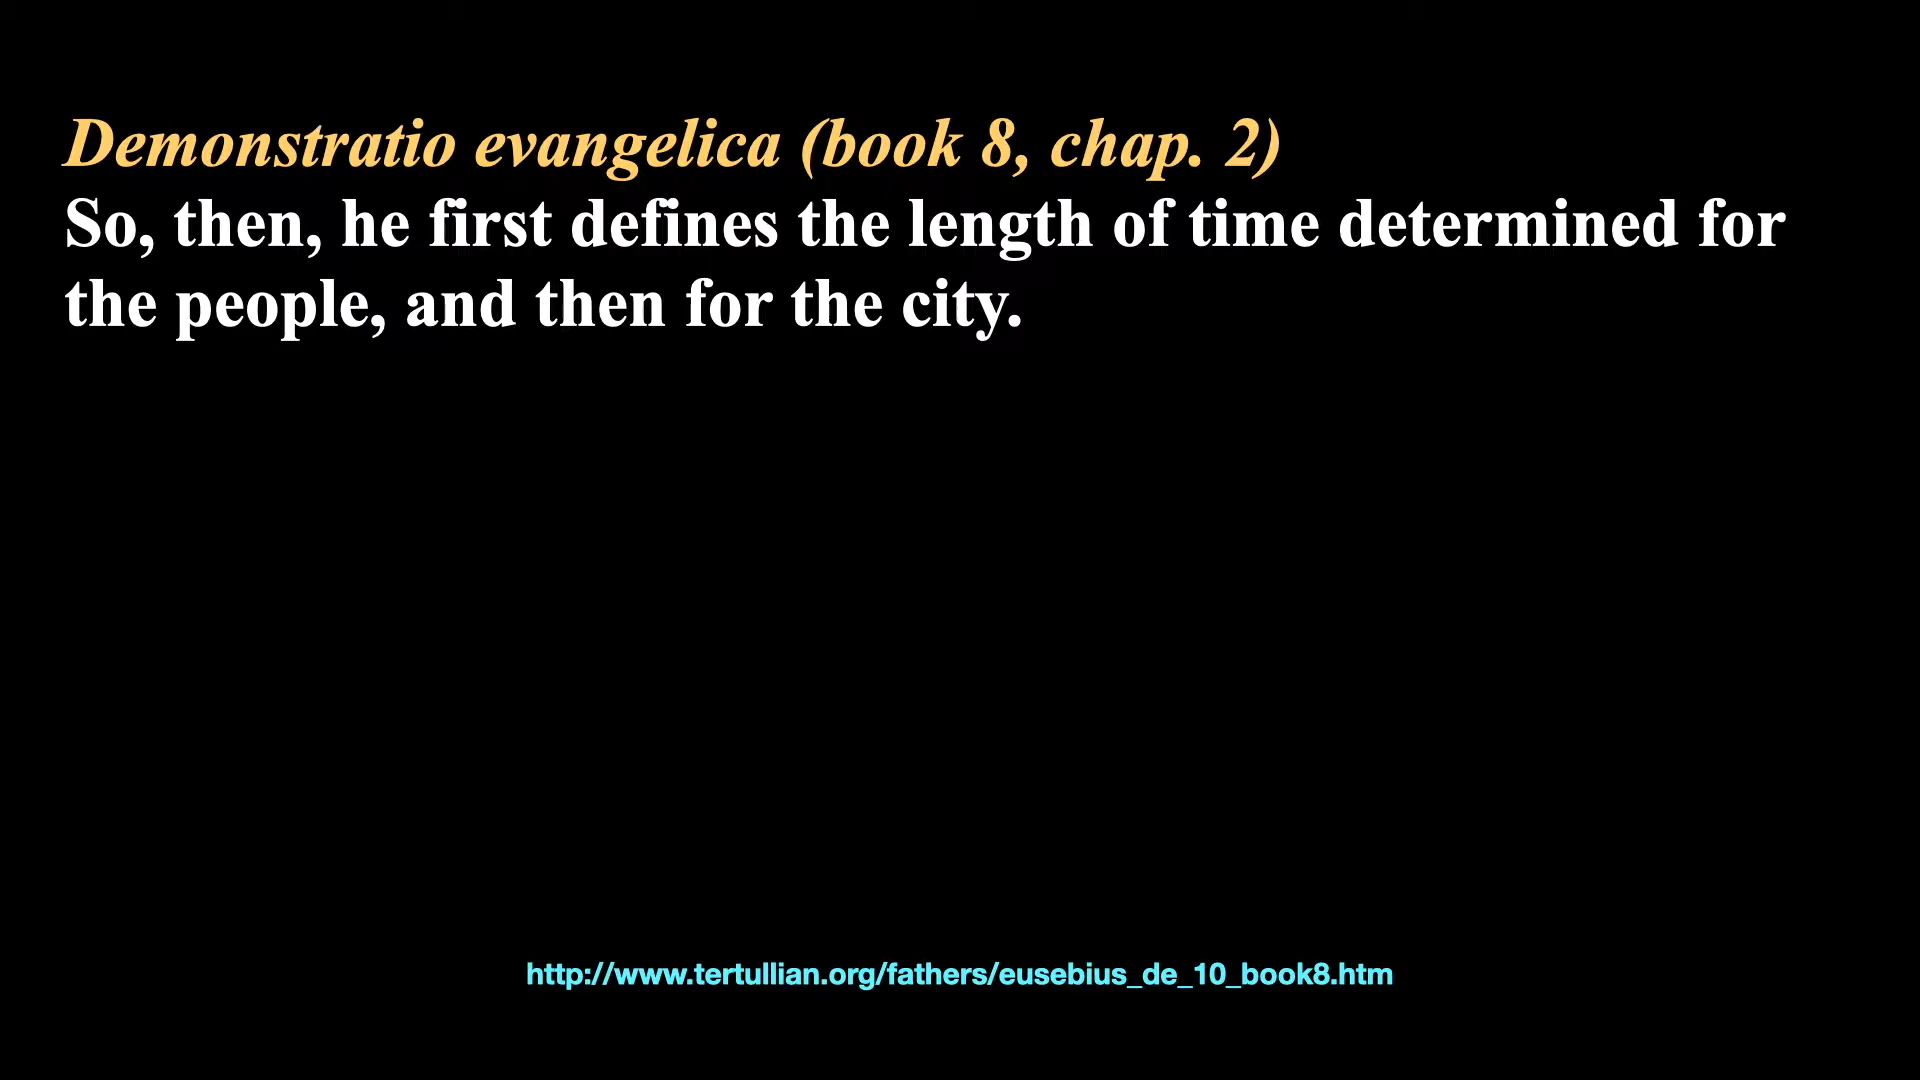 Demonstratio evangelica (book 8, chap. 2)
So, then, he first defines the length of time determined for
the people, and then for the city.
http://www.tertullian.org/fathers/eusebius_de_10_book8.htm